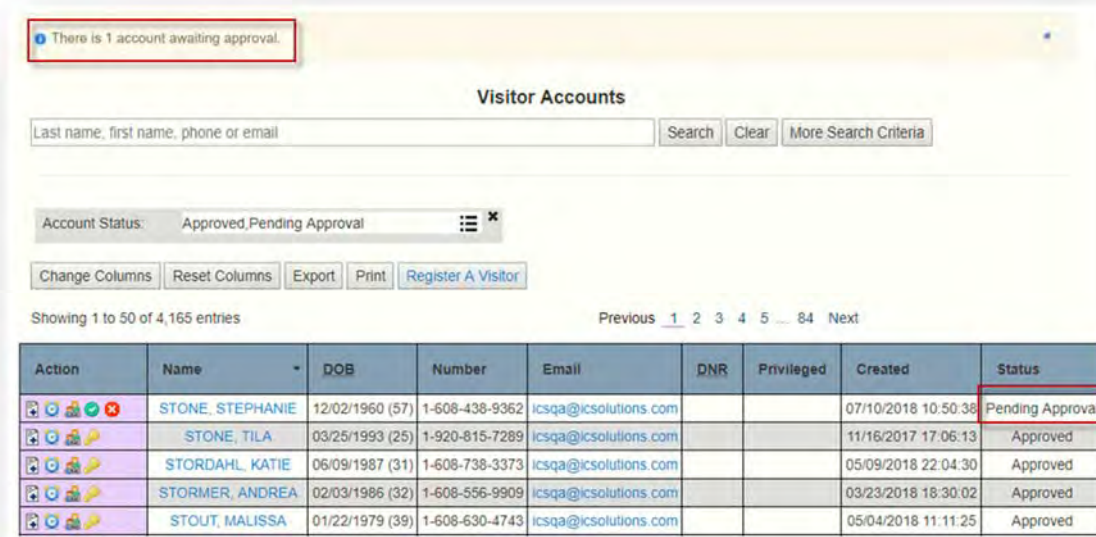 There is 1 account awaiting approval.
Visitor Accounts
Last name, first name, phone or email Search Clear More Search Criteria
Account Status: Approved,Pending Approval
Change Columns Reset Columns Export Print Register A Visitor
Showing 1 to 50 of 4,165 entries Previous 1 2 3 4 5 ... 84 Next
Action Name DOB Number Email DNR Privileged Created Status
STONE, STEPHANIE 12/02/1960 (57) 1-608-438-9362 icsqa@icsolutions.com 07/10/2018 10:50:38 Pending Approva
STONE, TILA 03/25/1993 (25) 1-920-815-7289 icsqa@icsolutions.com 11/16/2017 17:06:13 Approved
STORDAHL, KATIE 06/09/1987 (31) 1-608-738-3373 icsqa@icsolutions.com 05/09/2018 22:04:30 Approved
STORMER, ANDREA 02/03/1986 (32) 1-608-556-9909 icsqa@icsolutions.com 03/23/2018 18:30:02 Approved
STOUT, MALISSA 01/22/1979 (39) 1-608-630-4743 icsqa@icsolutions.com 05/04/2018 11:11:25 Approved